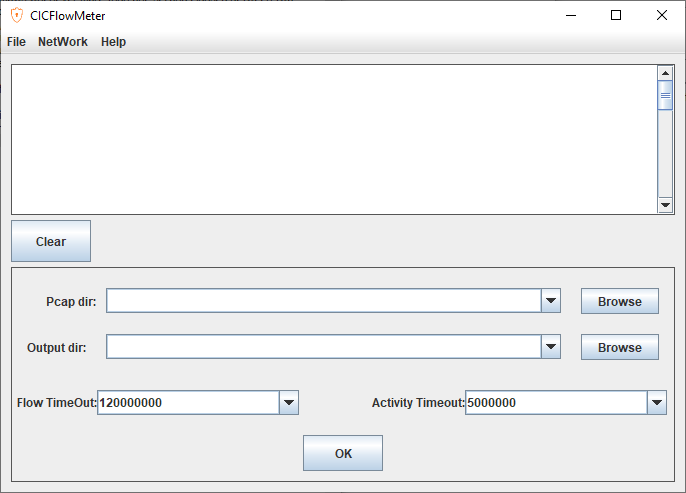 CICFlowMeter
File NetWork Help
Clear
Pcap dir: Browse
Output dir: Browse
Flow TimeOut: 120000000 Activity Timeout: 5000000
OK